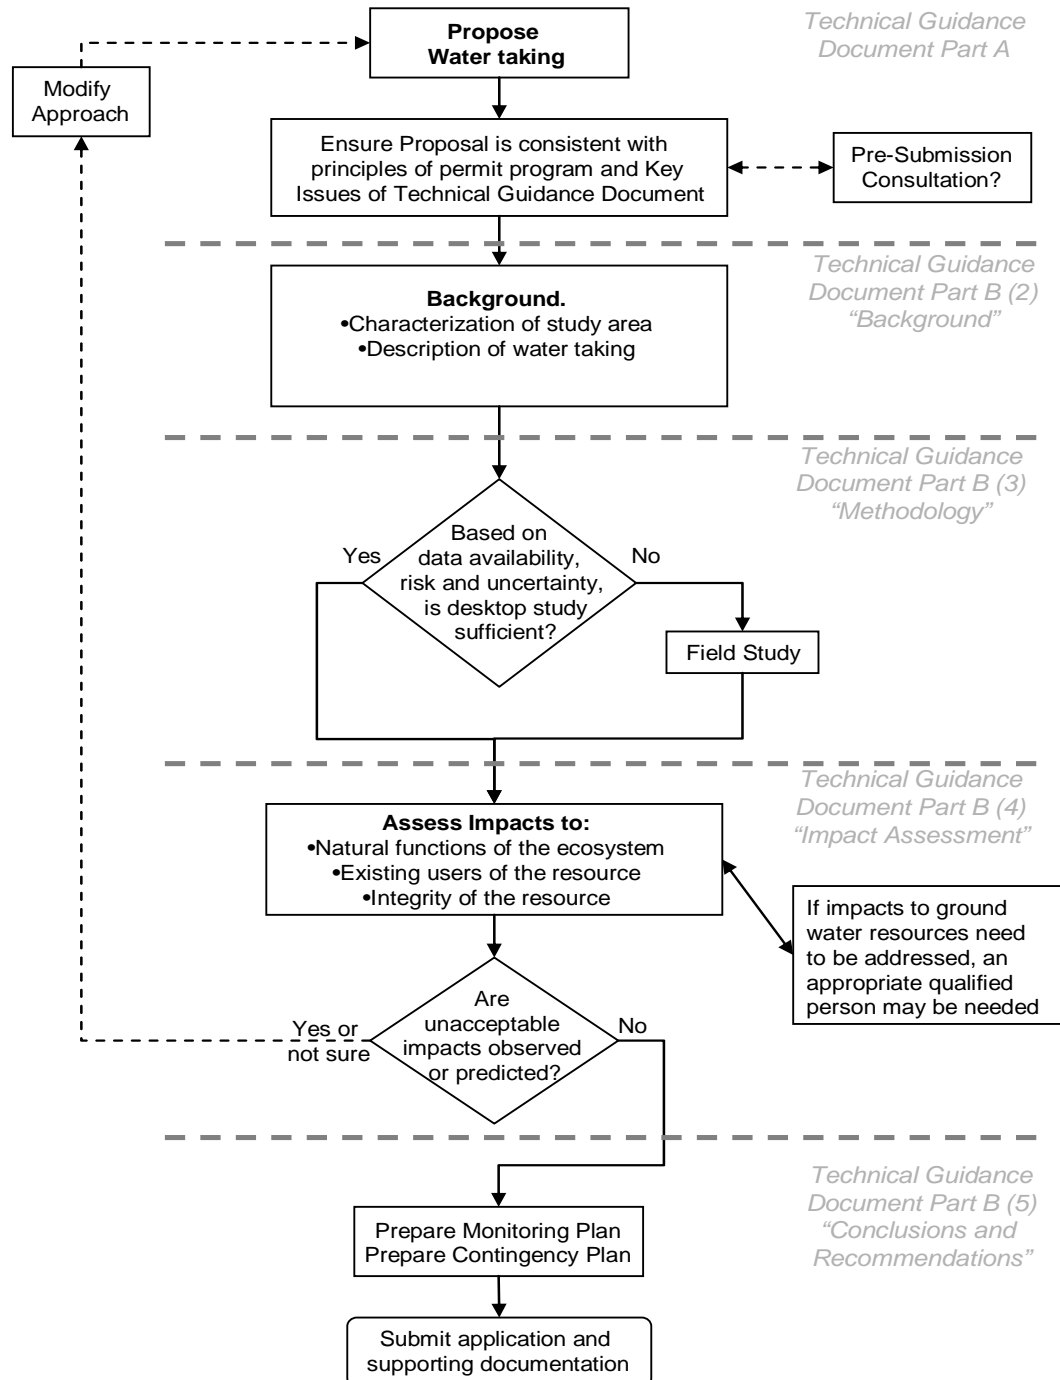 Technical Guidance
Document Part A
Propose
Water taking
Modify
Approach
Ensure Proposal is consistent with
principles of permit program and Key
Issues of Technical Guidance Document
Pre-Submission
Consultation?
Technical Guidance
Document Part B (2)
“Background”
Background.
•Characterization of study area
•Description of water taking
Technical Guidance
Document Part B (3)
“Methodology”
Based on
data availability,
risk and uncertainty,
is desktop study
sufficient?
Yes
No
Field Study
Technical Guidance
Document Part B (4)
“Impact Assessment”
Assess Impacts to:
•Natural functions of the ecosystem
•Existing users of the resource
•Integrity of the resource
If impacts to ground
water resources need
to be addressed, an
appropriate qualified
person may be needed
Are
unacceptable
impacts observed
or predicted?
Yes or
not sure
No
Technical Guidance
Document Part B (5)
“Conclusions and
Recommendations”
Prepare Monitoring Plan
Prepare Contingency Plan
Submit application and
supporting documentation